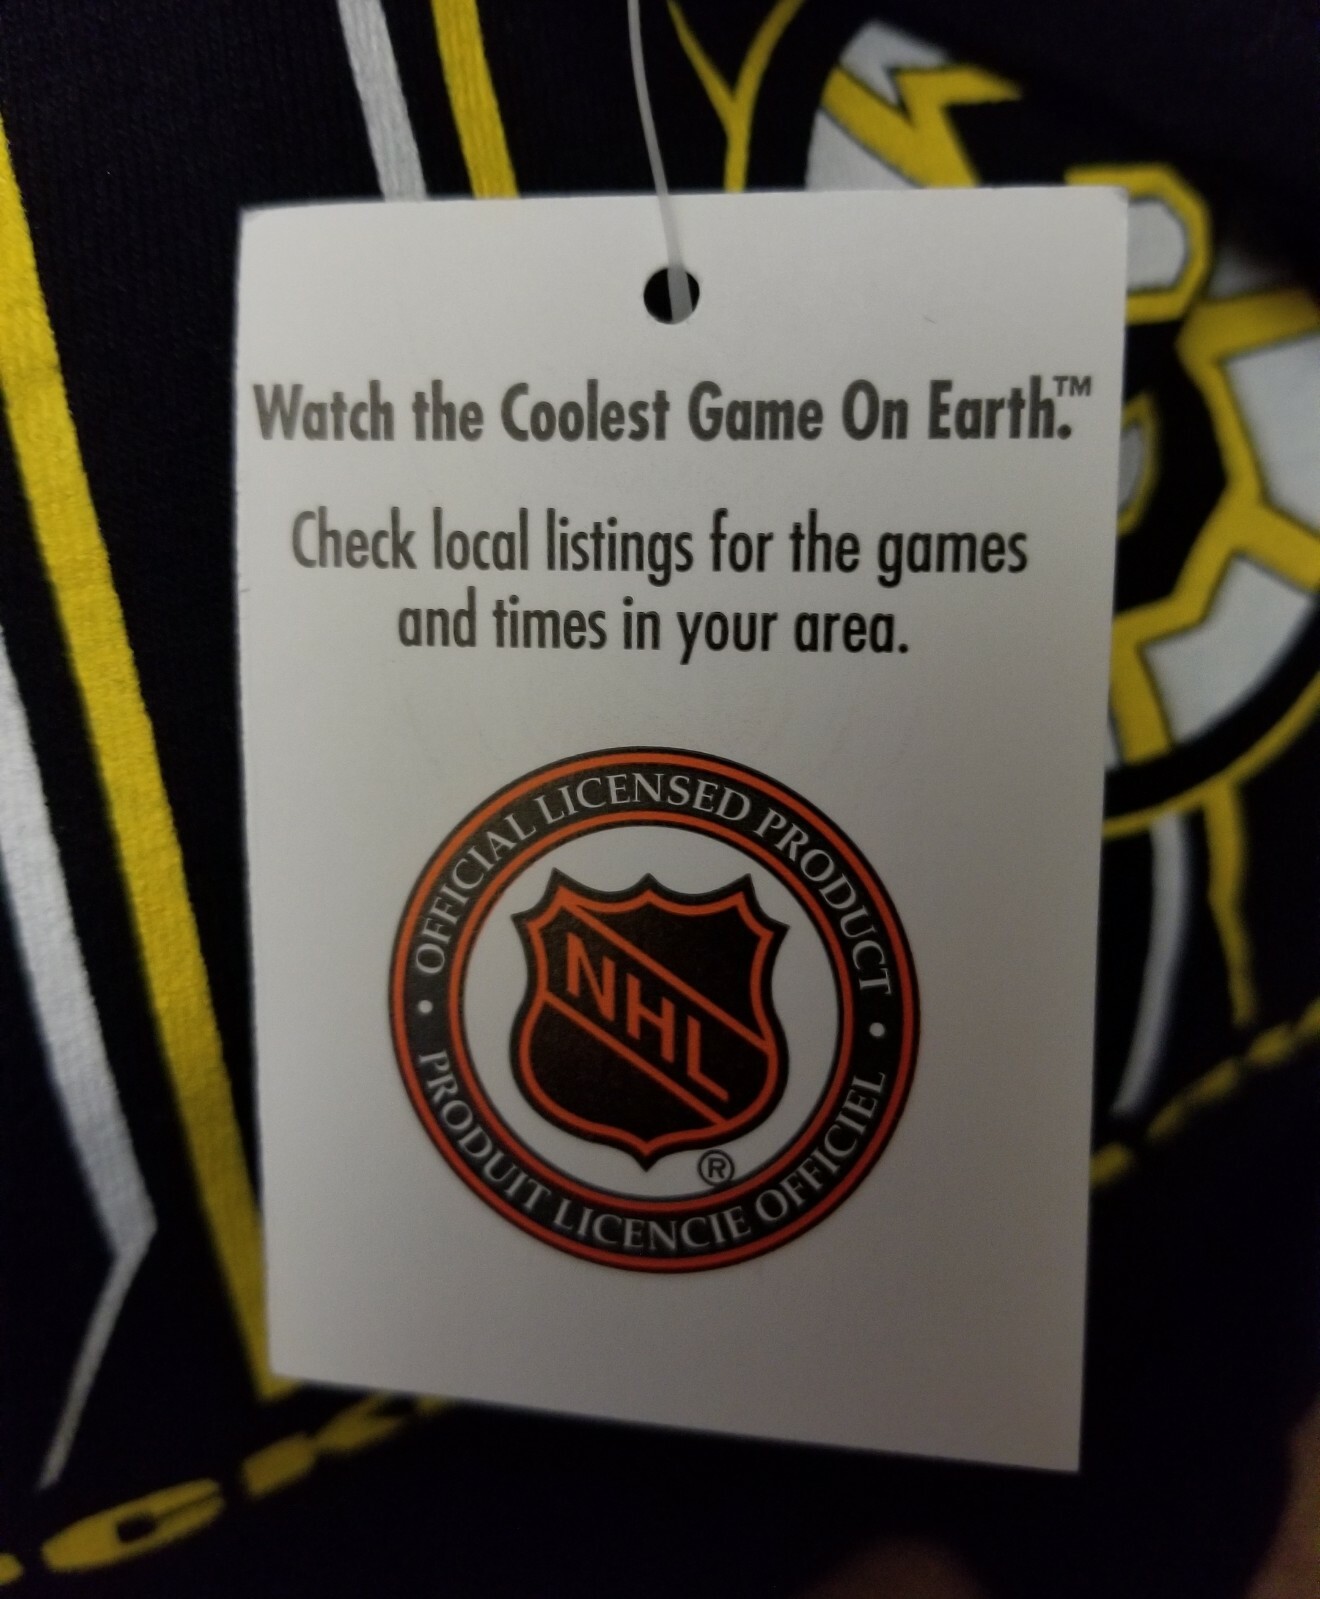 Watch the Coolest Game On Earth.™
Check local listings for the games
and times in your area.
• OFFICIAL LICENSED PRODUCT •
NHL
®
PRODUIT LICENCIE OFFICIEL